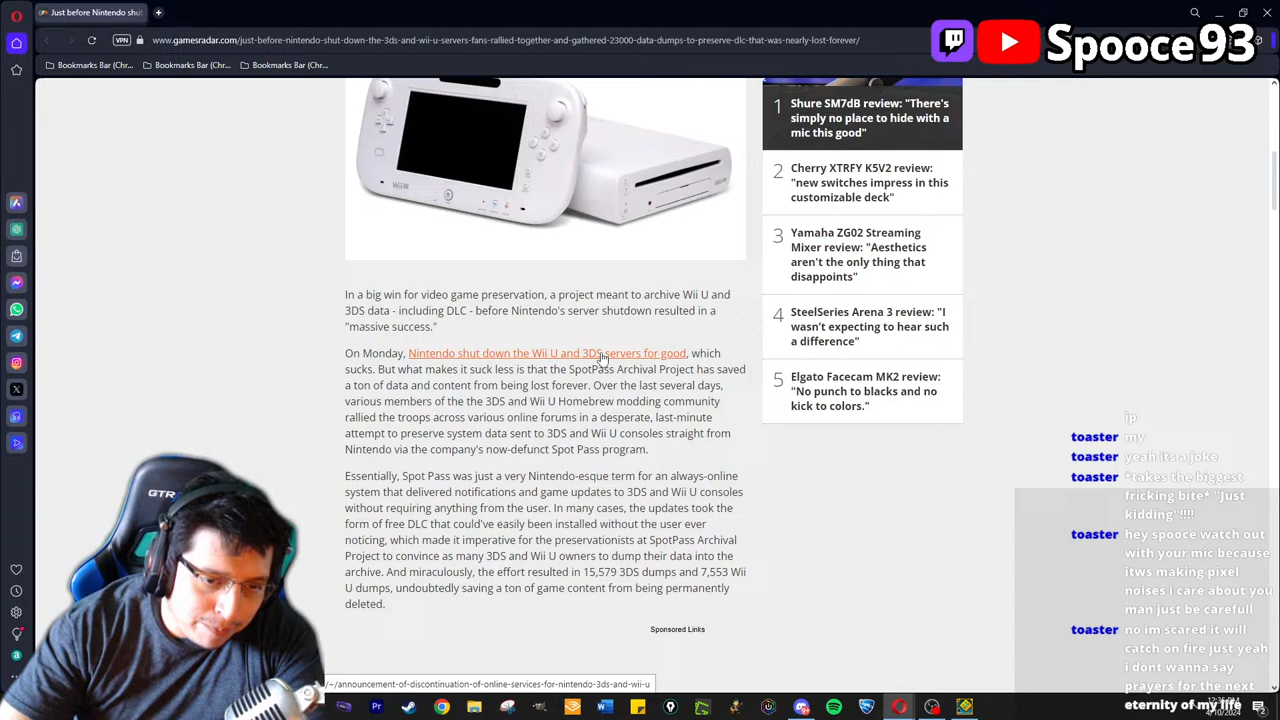 Just before Nintendo shut
VPN
www.gamesradar.com/just-before-nintendo-shut-down-the-3ds-and-wii-u-servers-fans-rallied-together-and-gathered-23000-data-dumps-to-preserve-dlc-that-was-nearly-lost-forever/
Spooce93
Bookmarks Bar (Chr...
Bookmarks Bar (Chr...
Bookmarks Bar (Chr...
WiiU
In a big win for video game preservation, a project meant to archive Wii U and
3DS data - including DLC - before Nintendo's server shutdown resulted in a
"massive success."
On Monday, Nintendo shut down the Wii U and 3DS servers for good, which
sucks. But what makes it suck less is that the SpotPass Archival Project has saved
a ton of data and content from being lost forever. Over the last several days,
various members of the the 3DS and Wii U Homebrew modding community
rallied the troops across various online forums in a desperate, last-minute
attempt to preserve system data sent to 3DS and Wii U consoles straight from
Nintendo via the company's now-defunct Spot Pass program.
Essentially, Spot Pass was just a very Nintendo-esque term for an always-online
system that delivered notifications and game updates to 3DS and Wii U consoles
without requiring anything from the user. In many cases, the updates took the
form of free DLC that could've easily been installed without the user ever
noticing, which made it imperative for the preservationists at SpotPass Archival
Project to convince as many 3DS and Wii U owners to dump their data into the
archive. And miraculously, the effort resulted in 15,579 3DS dumps and 7,553 Wii
U dumps, undoubtedly saving a ton of game content from being permanently
deleted.
Sponsored Links
1
Shure SM7dB review: "There's
simply no place to hide with a
mic this good"
2
Cherry XTRFY K5V2 review:
"new switches impress in this
customizable deck"
3
Yamaha ZG02 Streaming
Mixer review: "Aesthetics
aren't the only thing that
disappoints"
4
SteelSeries Arena 3 review: "I
wasn't expecting to hear such
a difference"
5
Elgato Facecam MK2 review:
"No punch to blacks and no
kick to colors."
ip
toaster my
toaster yeah its a joke
toaster *takes the biggest
fricking bite* "Just
kidding"!!!!
toaster hey spooce watch out
with your mic because
itws making pixel
noises i care about you
man just be carefull
toaster no im scared it will
catch on fire just yeah
i dont wanna say
prayers for the next
eternity of my life
GTR
/~/announcement-of-discontinuation-of-online-services-for-nintendo-3ds-and-wii-u
4/10/2024